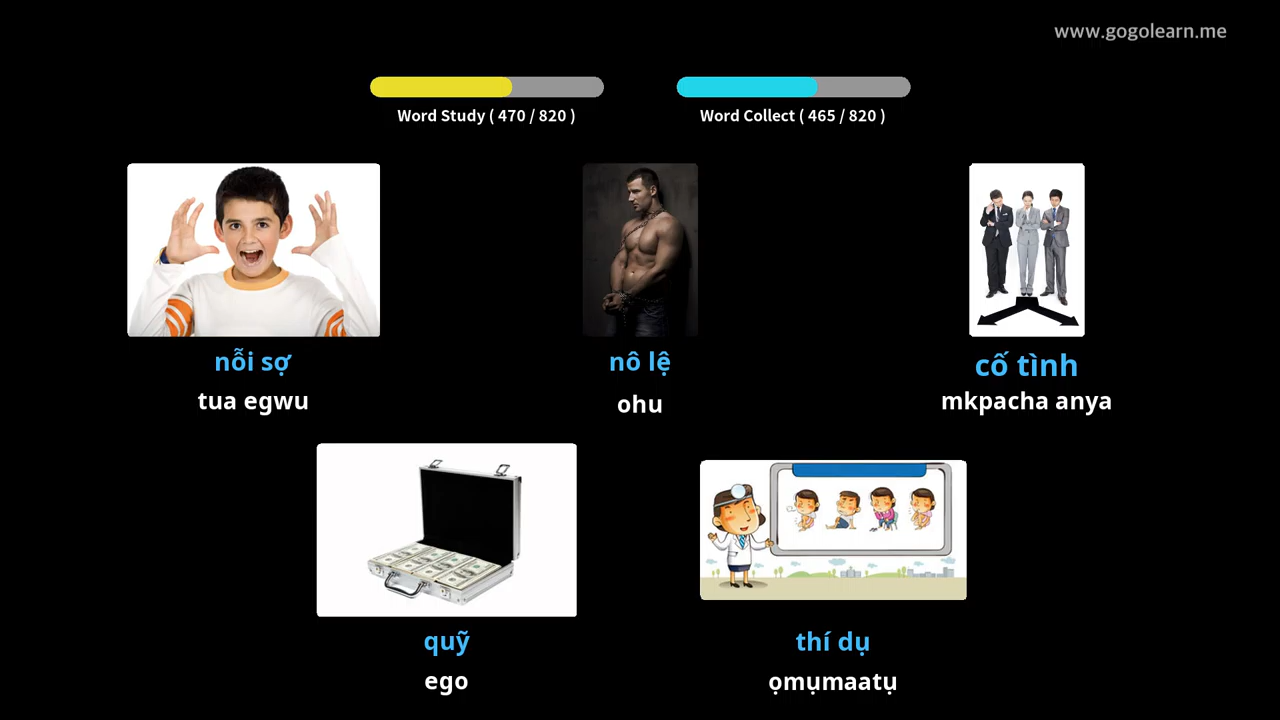 www.gogolearn.me
Word Study ( 470 / 820 )
Word Collect ( 465 / 820 )
nỗi sợ
tua egwu
nô lệ
ohu
cố tình
mkpacha anya
quỹ
ego
thí dụ
ọmụmaatụ